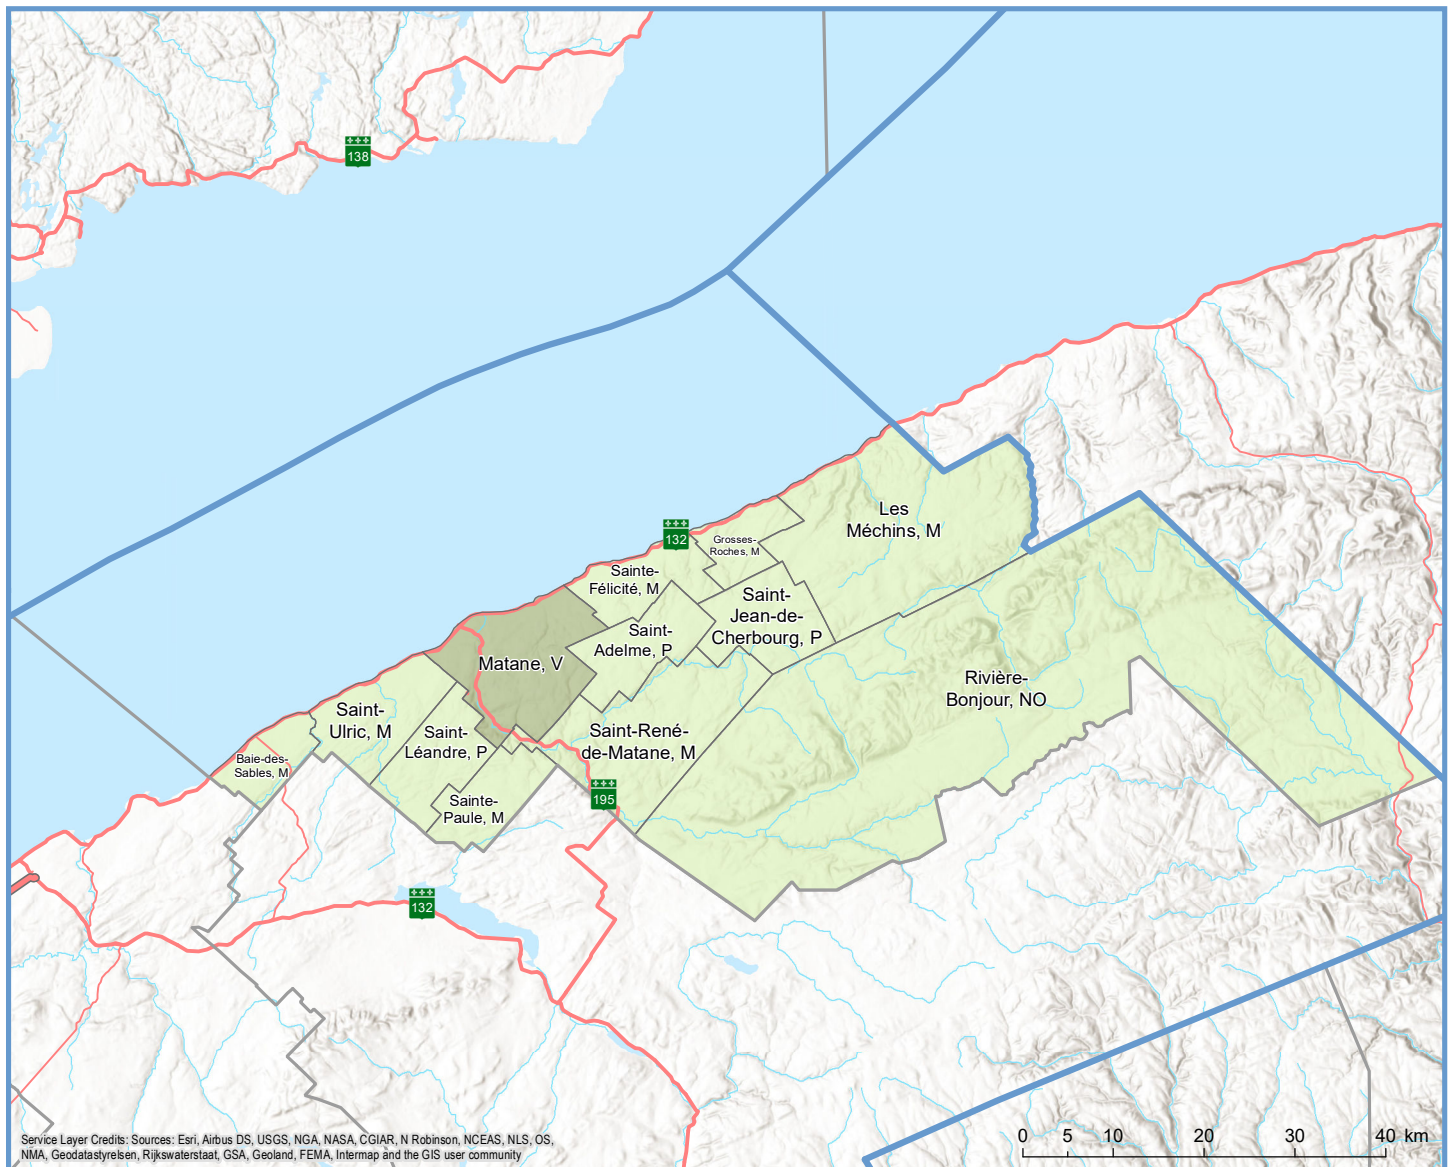 138
Les
Méchins, M
132
Grosses-
Roches, M
Sainte-
Félicité, M
Saint-
Jean-de-
Cherbourg, P
Saint-
Adelme, P
Matane, V
Rivière-
Bonjour, NO
Saint-
Ulric, M
Saint-
Léandre, P
Saint-René-
de-Matane, M
Baie-des-
Sables, M
195
Sainte-
Paule, M
132
0 5 10 20 30 40 km
Service Layer Credits: Sources: Esri, Airbus DS, USGS, NGA, NASA, CGIAR, N Robinson, NCEAS, NLS, OS,
NMA, Geodatastyrelsen, Rijkswaterstaat, GSA, Geoland, FEMA, Intermap and the GIS user community